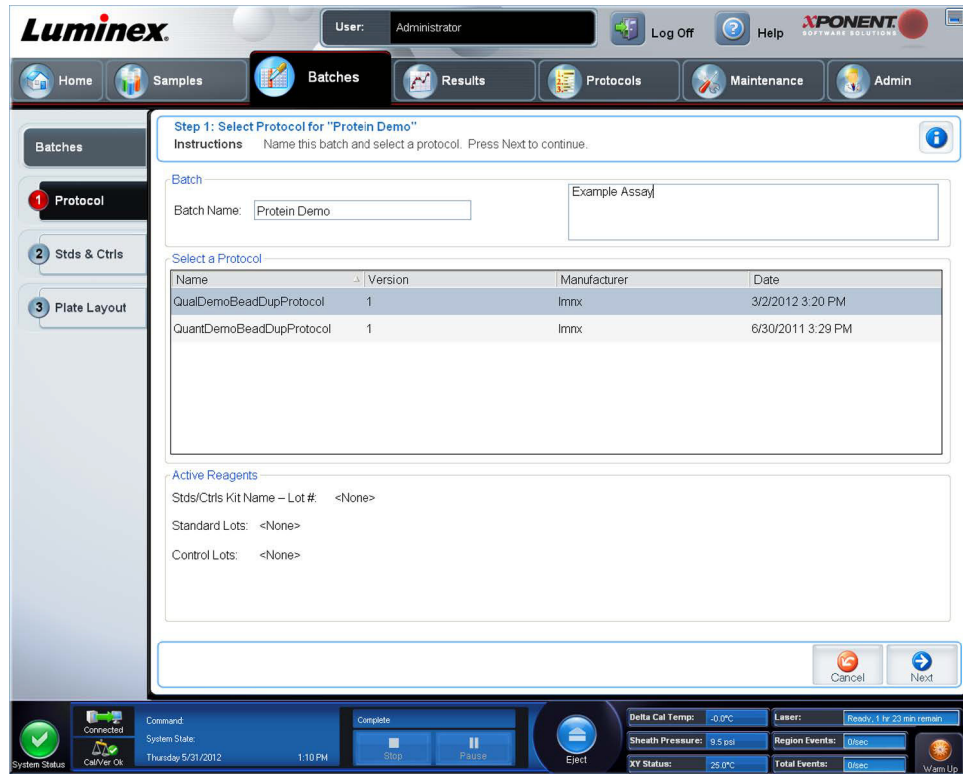 Luminex.
User: Administrator
Log Off
Help
XPONENT
SOFTWARE SOLUTIONS
Home
Samples
Batches
Results
Protocols
Maintenance
Admin
Batches
1 Protocol
2 Stds & Ctrls
3 Plate Layout
Step 1: Select Protocol for "Protein Demo"
Instructions Name this batch and select a protocol. Press Next to continue.
Batch
Batch Name: Protein Demo
Example Assay
Select a Protocol
Name Version Manufacturer Date
QualDemoBeadDupProtocol 1 lmnx 3/2/2012 3:20 PM
QuantDemoBeadDupProtocol 1 lmnx 6/30/2011 3:29 PM
Active Reagents
Stds/Ctrls Kit Name – Lot #: <None>
Standard Lots: <None>
Control Lots: <None>
Cancel
Next
System Status
Connected
Cal/Ver Ok
Command:
System State:
Thursday 5/31/2012 1:10 PM
Complete
Stop
Pause
Eject
Delta Cal Temp: -0.0°C
Sheath Pressure: 9.5 psi
XY Status: 25.0°C
Laser: Ready, 1 hr 23 min remain
Region Events: 0/sec
Total Events: 0/sec
Warm Up